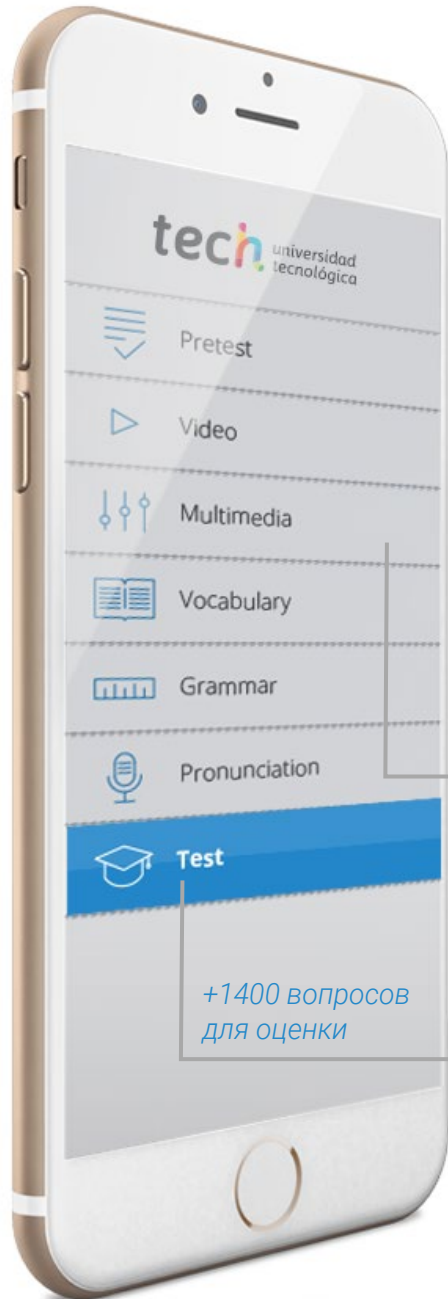 tech universidad
tecnológica
Pretest
Video
Multimedia
Vocabulary
Grammar
Pronunciation
Test
+1400 вопросов
для оценки